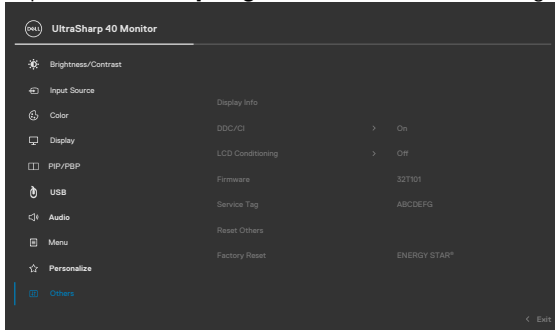 DELL UltraSharp 40 Monitor
Brightness/Contrast
Input Source
Color
Display
PIP/PBP
USB
Audio
Menu
Personalize
Others
Display Info
DDC/CI > On
LCD Conditioning > Off
Firmware 32T101
Service Tag ABCDEFG
Reset Others
Factory Reset ENERGY STAR®
< Exit